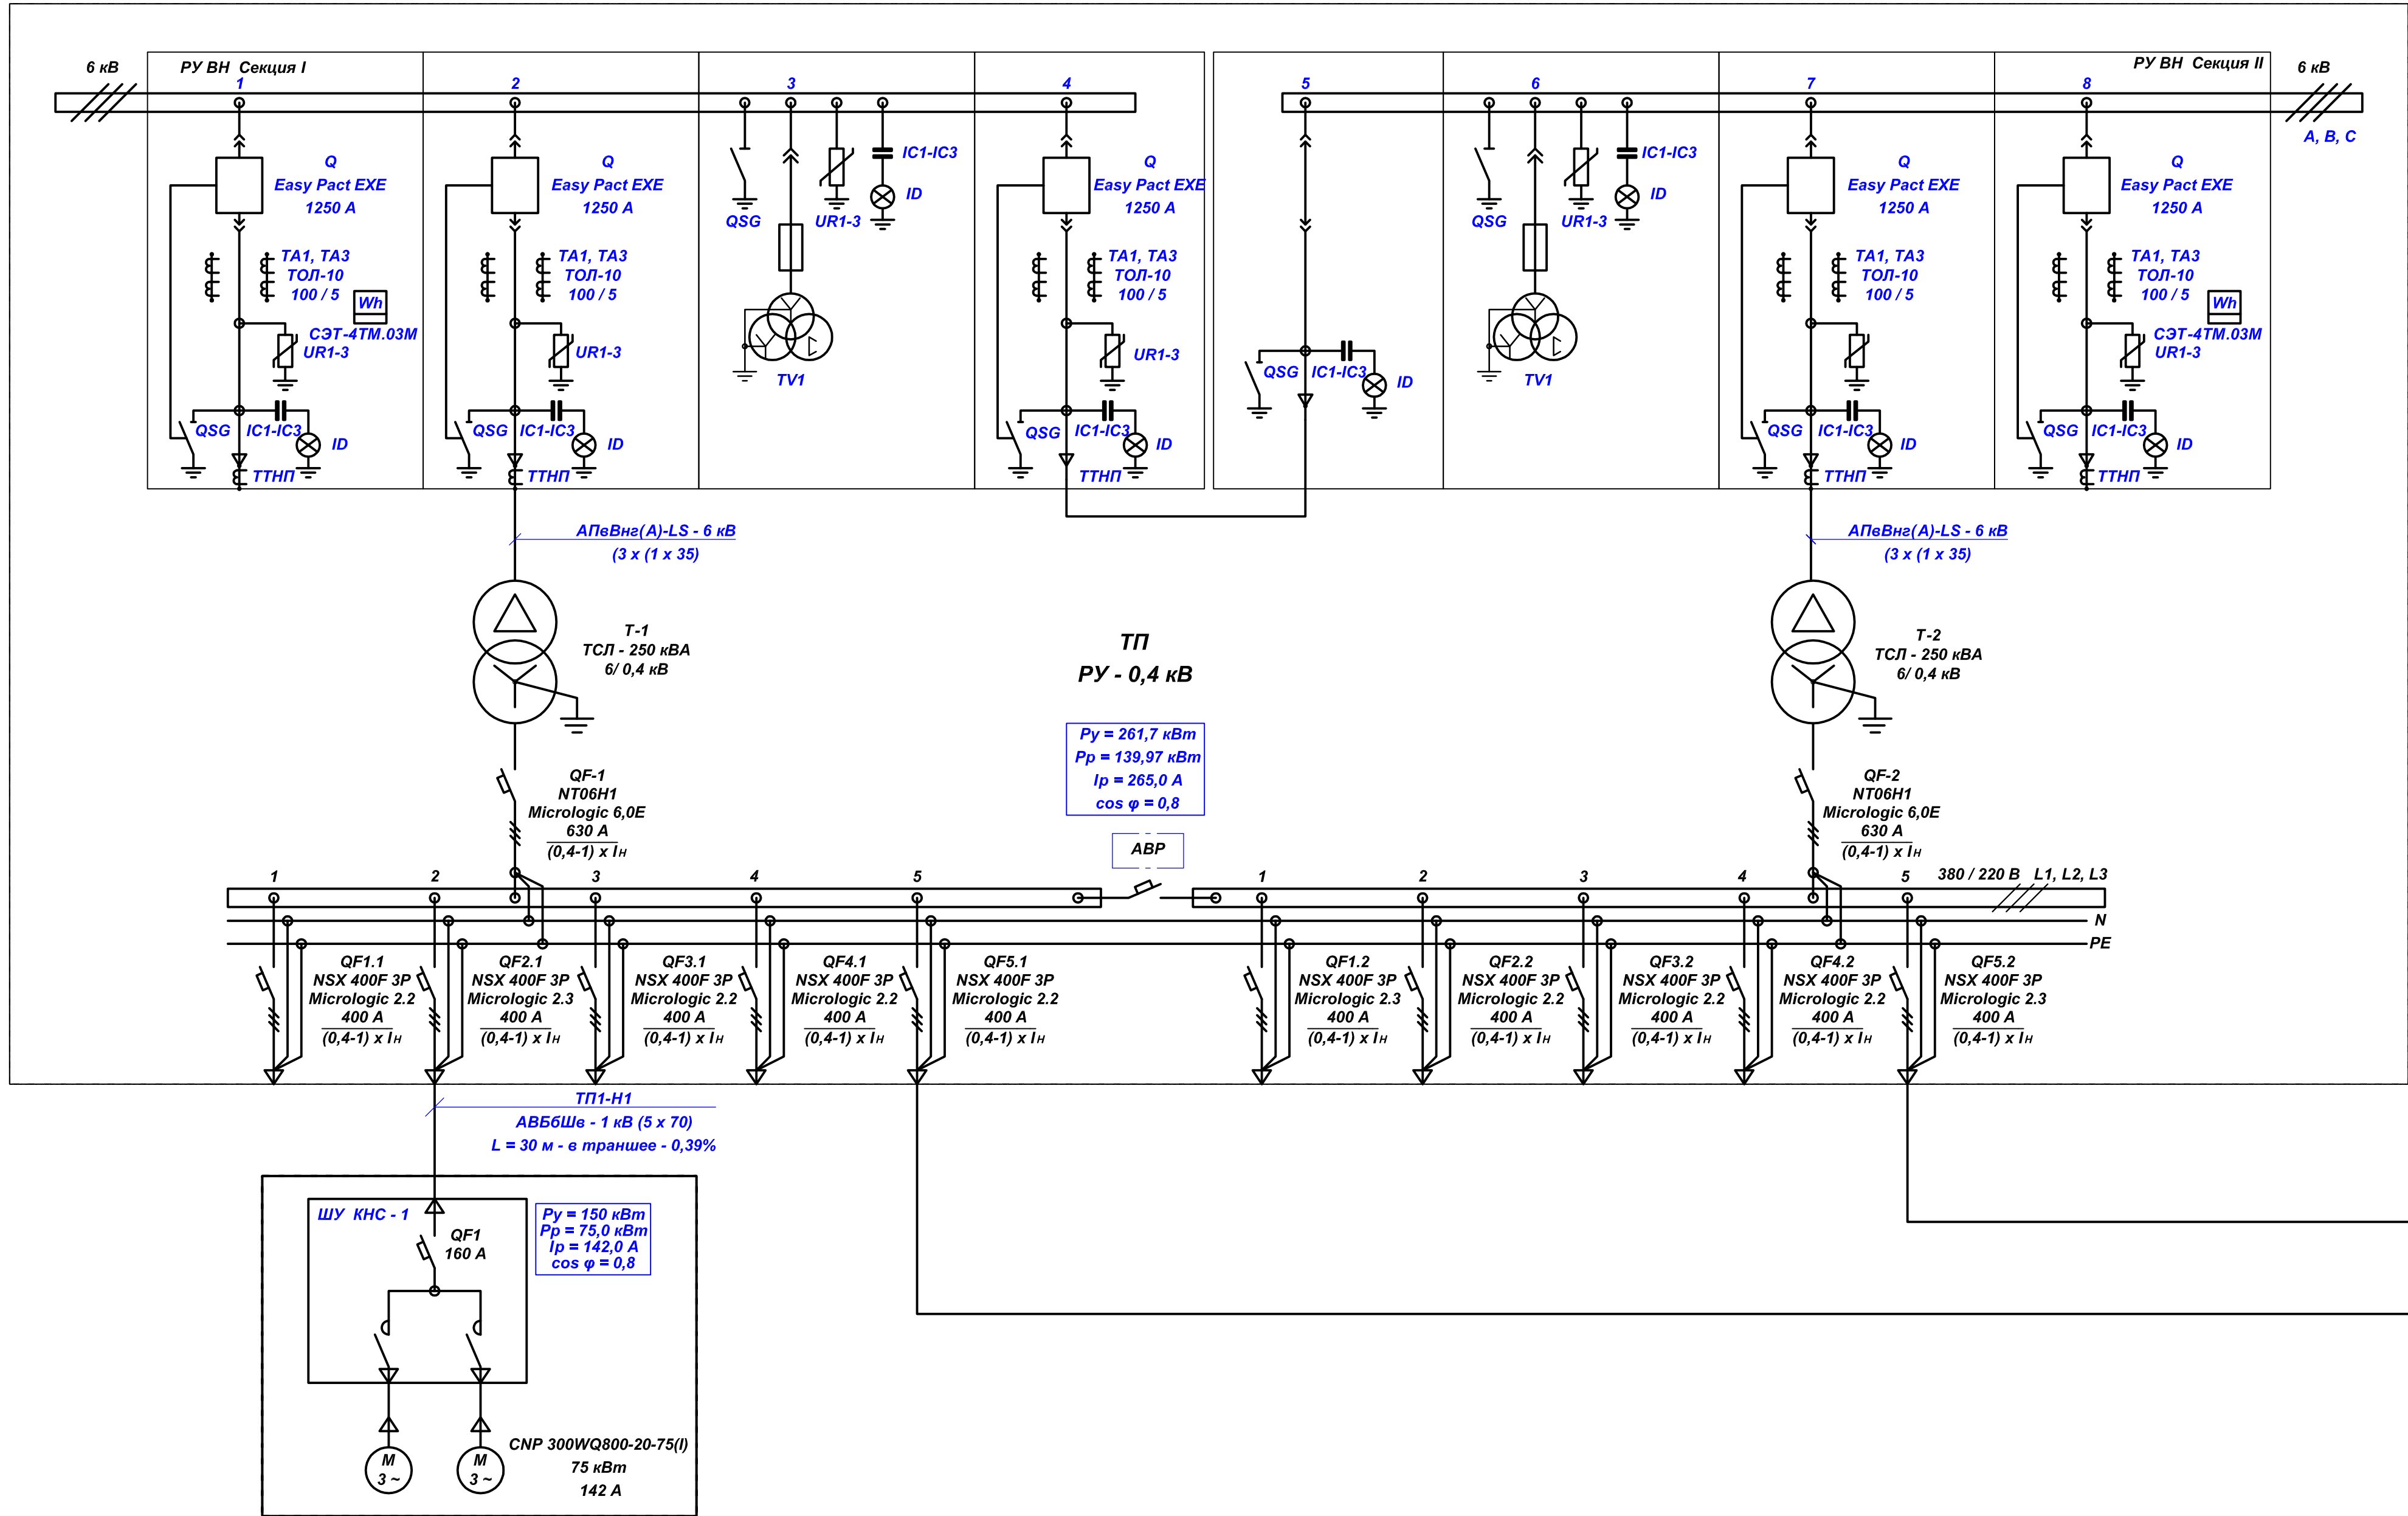 6 кВ
РУ ВН Секция I
1
2
3
4
5
6
7
8
РУ ВН Секция II
6 кВ
A, B, C
Q
Easy Pact EXE
1250 A
TA1, TA3
ТОЛ-10
100 / 5
Wh
СЭТ-4ТМ.03М
UR1-3
QSG
IC1-IC3
ID
ТТНП
Q
Easy Pact EXE
1250 A
TA1, TA3
ТОЛ-10
100 / 5
UR1-3
QSG
IC1-IC3
ID
ТТНП
IC1-IC3
ID
QSG
UR1-3
TV1
Q
Easy Pact EXE
1250 A
TA1, TA3
ТОЛ-10
100 / 5
UR1-3
QSG
IC1-IC3
ID
ТТНП
QSG
IC1-IC3
ID
IC1-IC3
ID
QSG
UR1-3
TV1
Q
Easy Pact EXE
1250 A
TA1, TA3
ТОЛ-10
100 / 5
QSG
IC1-IC3
ID
ТТНП
Q
Easy Pact EXE
1250 A
TA1, TA3
ТОЛ-10
100 / 5
Wh
СЭТ-4ТМ.03М
UR1-3
QSG
IC1-IC3
ID
ТТНП
АПвВнг(А)-LS - 6 кВ
(3 x (1 x 35)
АПвВнг(А)-LS - 6 кВ
(3 x (1 x 35)
Т-1
ТСЛ - 250 кВА
6/ 0,4 кВ
ТП
РУ - 0,4 кВ
Т-2
ТСЛ - 250 кВА
6/ 0,4 кВ
Ру = 261,7 кВт
Рр = 139,97 кВт
Iр = 265,0 А
cos φ = 0,8
QF-1
NT06H1
Micrologic 6,0E
630 A
(0,4-1) x Iн
АВР
QF-2
NT06H1
Micrologic 6,0E
630 A
(0,4-1) x Iн
1
2
3
4
5
1
2
3
4
5
380 / 220 В
L1, L2, L3
N
PE
QF1.1
NSX 400F 3P
Micrologic 2.2
400 A
(0,4-1) x Iн
QF2.1
NSX 400F 3P
Micrologic 2.3
400 A
(0,4-1) x Iн
QF3.1
NSX 400F 3P
Micrologic 2.2
400 A
(0,4-1) x Iн
QF4.1
NSX 400F 3P
Micrologic 2.2
400 A
(0,4-1) x Iн
QF5.1
NSX 400F 3P
Micrologic 2.2
400 A
(0,4-1) x Iн
QF1.2
NSX 400F 3P
Micrologic 2.3
400 A
(0,4-1) x Iн
QF2.2
NSX 400F 3P
Micrologic 2.2
400 A
(0,4-1) x Iн
QF3.2
NSX 400F 3P
Micrologic 2.2
400 A
(0,4-1) x Iн
QF4.2
NSX 400F 3P
Micrologic 2.2
400 A
(0,4-1) x Iн
QF5.2
NSX 400F 3P
Micrologic 2.3
400 A
(0,4-1) x Iн
ТП1-Н1
АВБбШв - 1 кВ (5 x 70)
L = 30 м - в траншее - 0,39%
ШУ КНС - 1
QF1
160 A
Ру = 150 кВт
Рр = 75,0 кВт
Iр = 142,0 А
cos φ = 0,8
M
3 ~
M
3 ~
CNP 300WQ800-20-75(I)
75 кВт
142 А